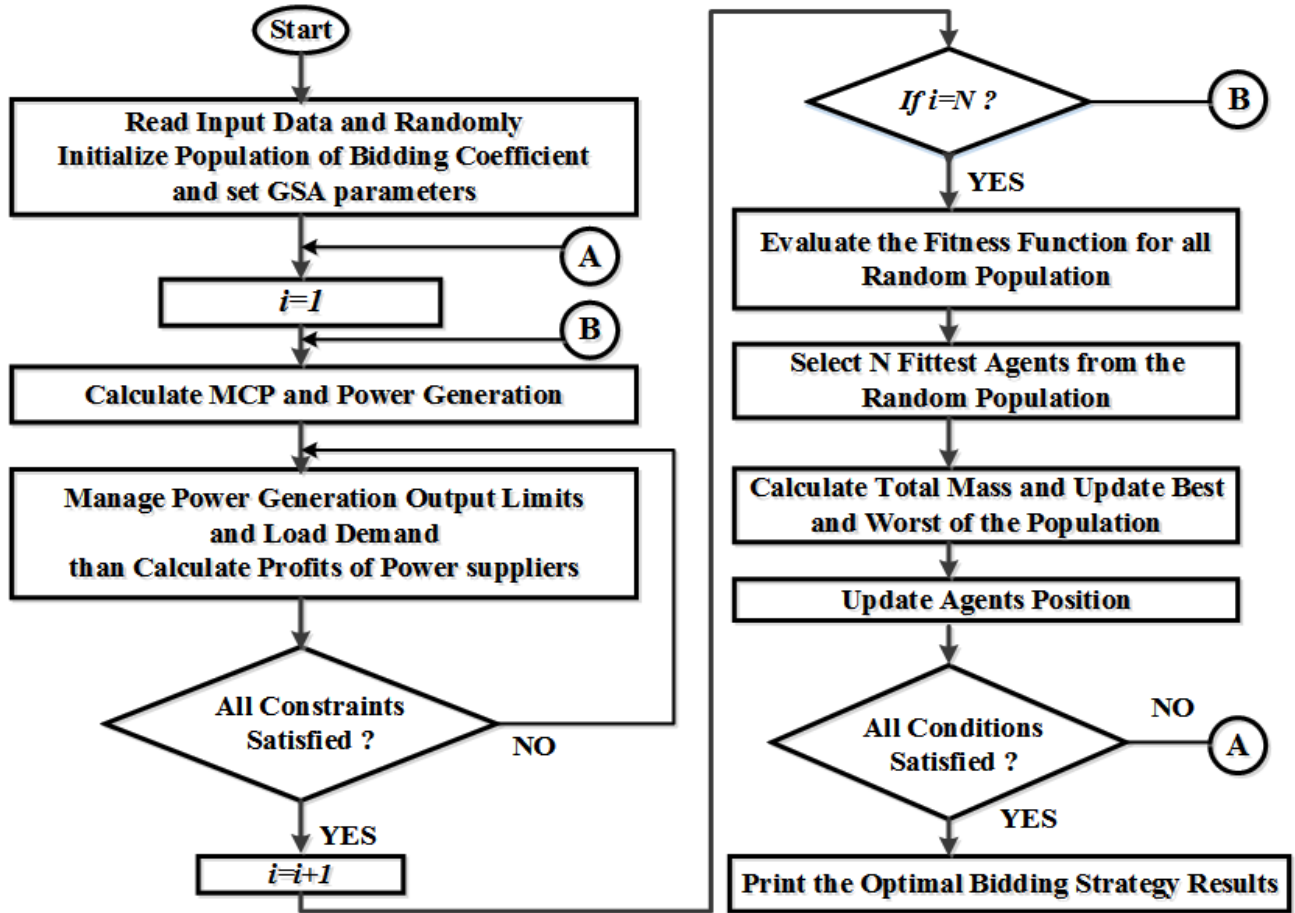 Start
Read Input Data and Randomly
Initialize Population of Bidding Coefficient
and set GSA parameters
A
i=1
B
Calculate MCP and Power Generation
Manage Power Generation Output Limits
and Load Demand
than Calculate Profits of Power suppliers
All Constraints
Satisfied ?
NO
YES
i=i+1
If i=N ?
B
YES
Evaluate the Fitness Function for all
Random Population
Select N Fittest Agents from the
Random Population
Calculate Total Mass and Update Best
and Worst of the Population
Update Agents Position
All Conditions
Satisfied ?
NO
A
YES
Print the Optimal Bidding Strategy Results